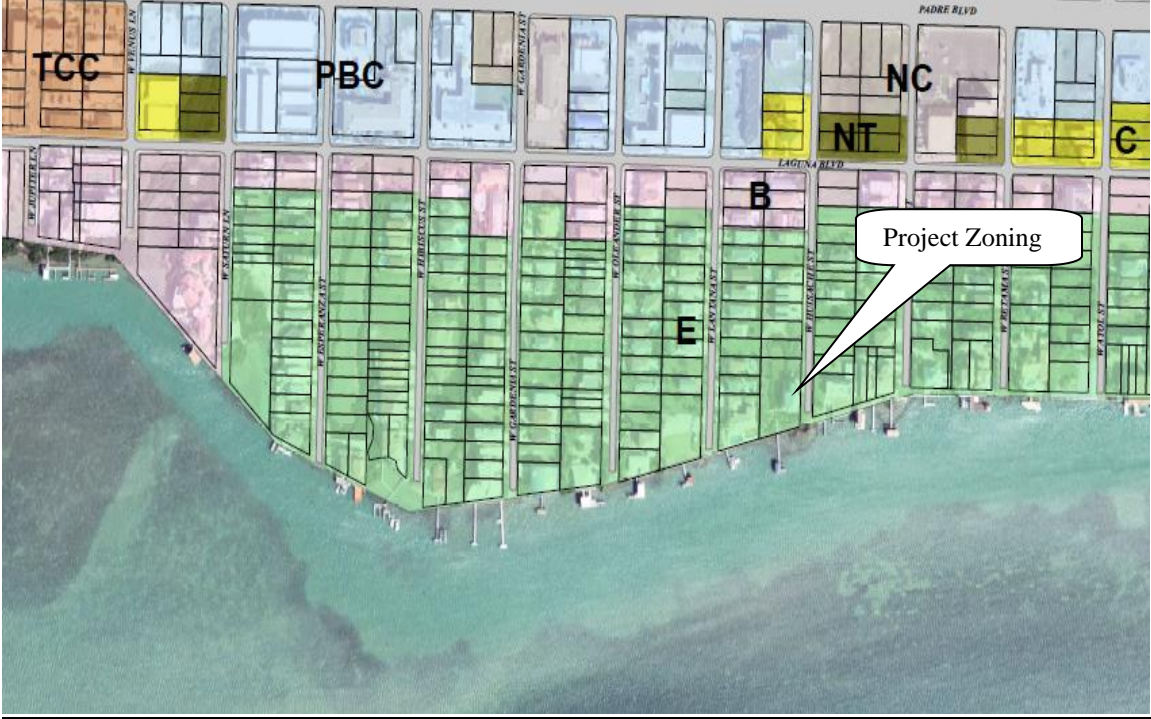 PADRE BLVD
TCC
W. VENUS LN
PBC
W. GARDENIA ST
NC
NT
C
LAGUNA BLVD
W. JUPITER LN
W. SATURN LN
W. HIBISCUS ST
W. OLEANDER ST
B
Project Zoning
W. ESPERANZA ST
W. GARDENIA ST
E
W. LANTANA ST
W. HUISACHE ST
W. RETAMA ST
W. ATOL ST